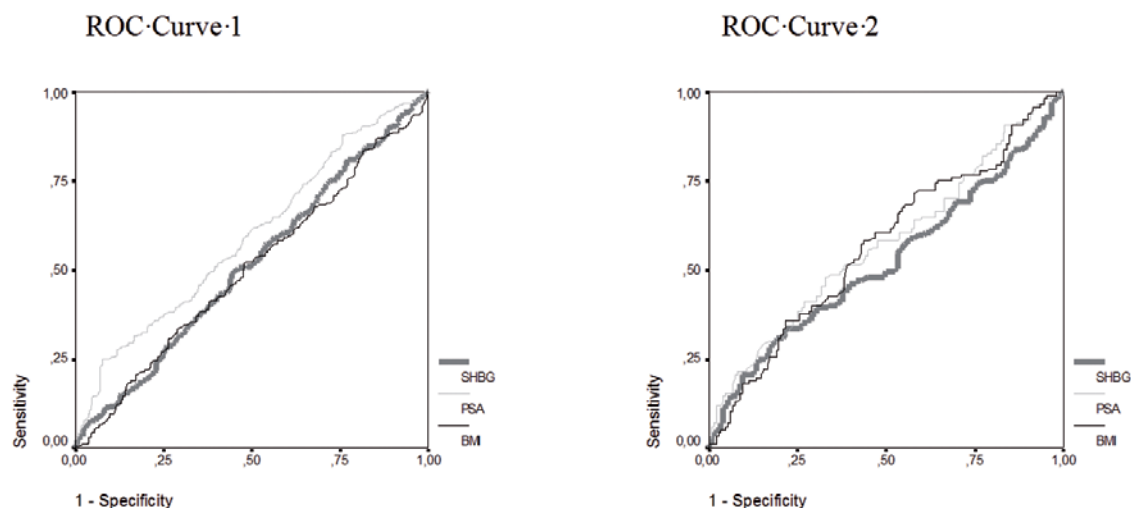 ROC·Curve·1
1,00
,75
,50
,25
0,00
Sensitivity
0,00
,25
,50
,75
1,00
1 - Specificity
SHBG
PSA
BMI
ROC·Curve·2
1,00
,75
,50
,25
0,00
Sensitivity
0,00
,25
,50
,75
1,00
1 - Specificity
SHBG
PSA
BMI